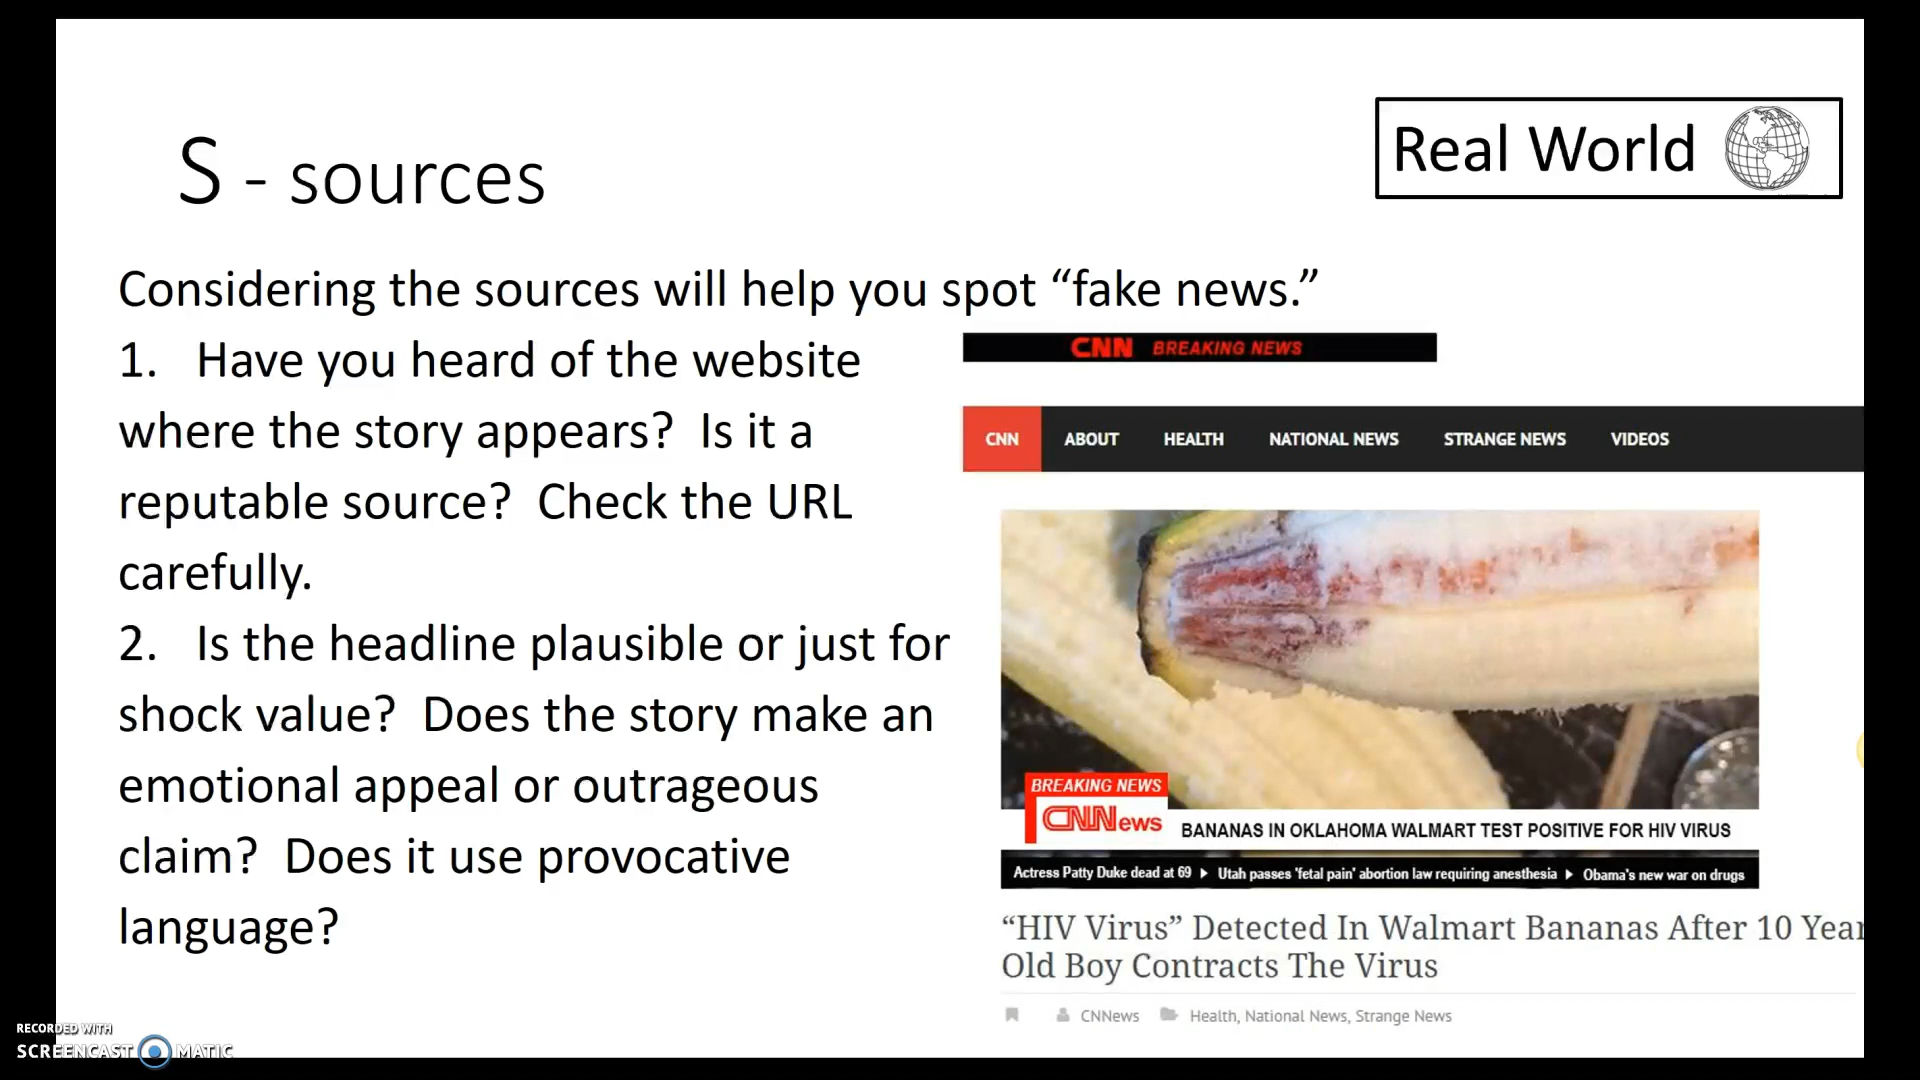 S - sources
Real World
Considering the sources will help you spot “fake news.”
1. Have you heard of the website
where the story appears? Is it a
reputable source? Check the URL
carefully.
2. Is the headline plausible or just for
shock value? Does the story make an
emotional appeal or outrageous
claim? Does it use provocative
language?
CNN BREAKING NEWS
CNN ABOUT HEALTH NATIONAL NEWS STRANGE NEWS VIDEOS
BREAKING NEWS
CNNews BANANAS IN OKLAHOMA WALMART TEST POSITIVE FOR HIV VIRUS
Actress Patty Duke dead at 69 Utah passes 'fetal pain' abortion law requiring anesthesia Obama's new war on drugs
“HIV Virus” Detected In Walmart Bananas After 10 Year
Old Boy Contracts The Virus
CNNews Health, National News, Strange News
RECORDED WITH
SCREENCAST MATIC